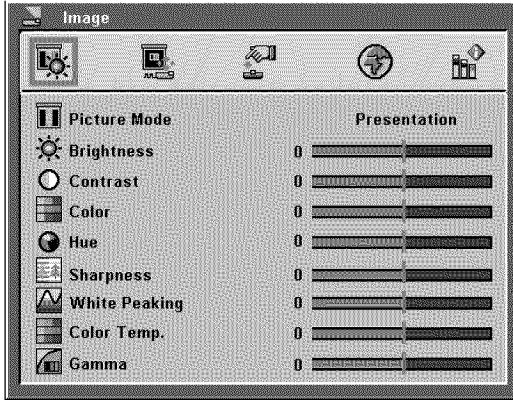 Image
Picture Mode Presentation
Brightness 0
Contrast 0
Color 0
Hue 0
Sharpness 0
White Peaking 0
Color Temp. 0
Gamma 0